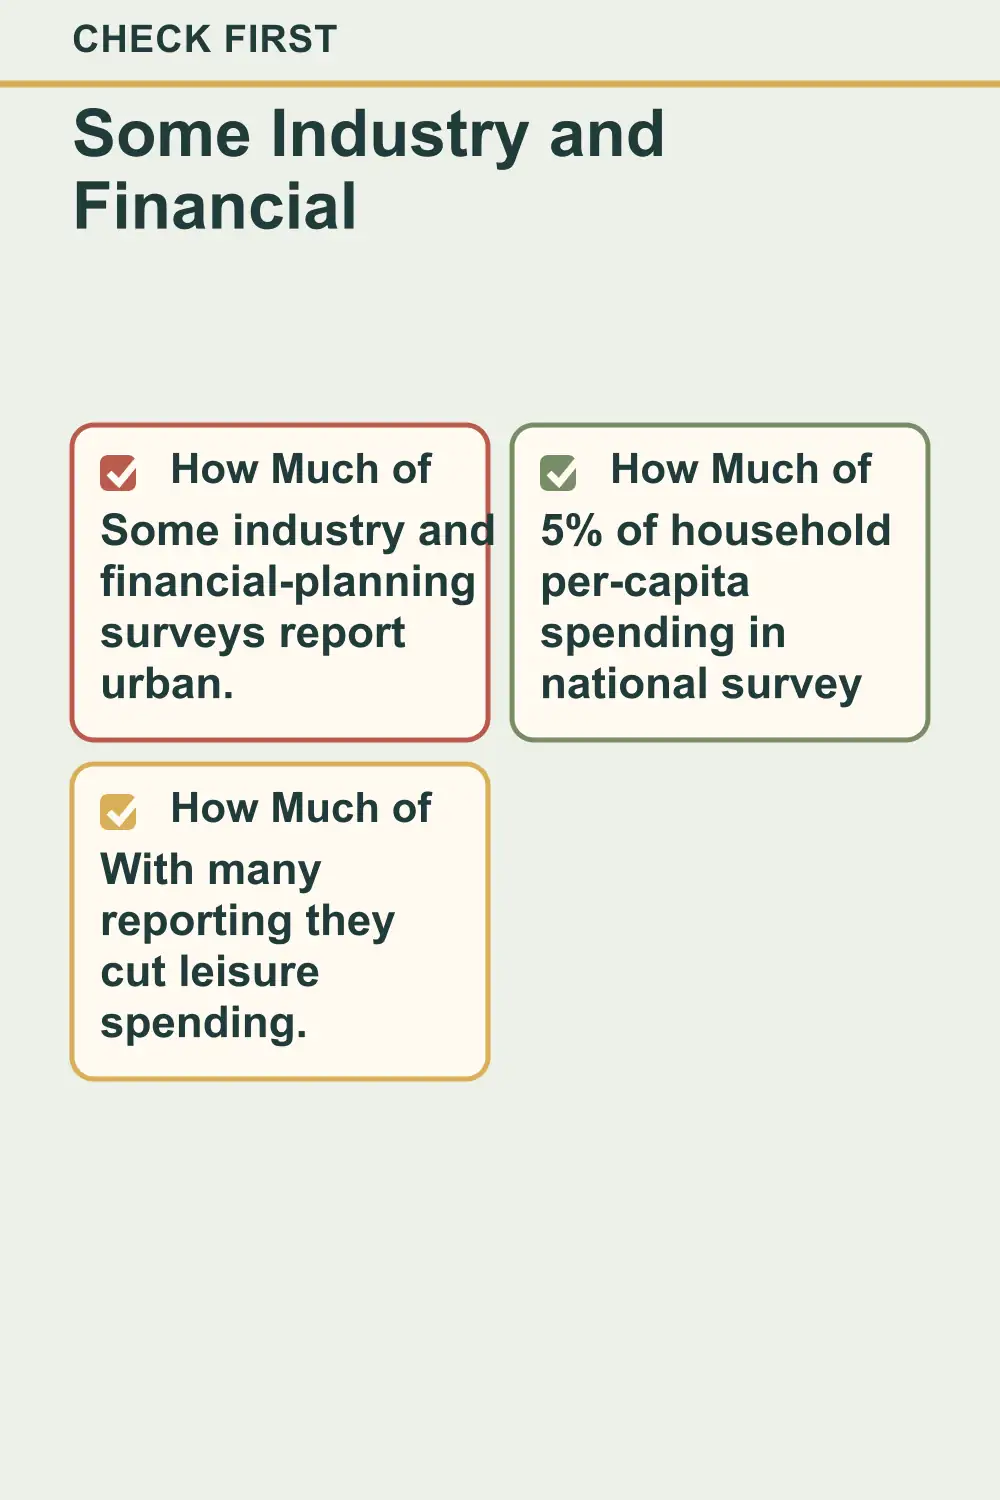 CHECK FIRST
Some Industry and
Financial
How Much of
Some industry and
financial-planning
surveys report
urban.
How Much of
5% of household
per-capita
spending in
national survey
How Much of
With many
reporting they
cut leisure
spending.